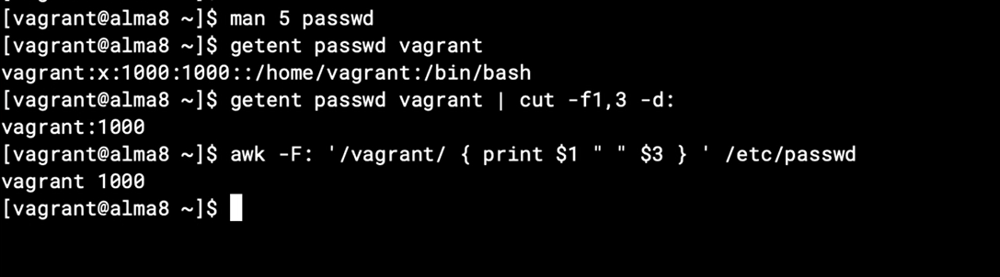 [vagrant@alma8 ~]$ man 5 passwd
[vagrant@alma8 ~]$ getent passwd vagrant
vagrant:x:1000:1000::/home/vagrant:/bin/bash
[vagrant@alma8 ~]$ getent passwd vagrant | cut -f1,3 -d:
vagrant:1000
[vagrant@alma8 ~]$ awk -F: '/vagrant/ { print $1 " " $3 } ' /etc/passwd
vagrant 1000
[vagrant@alma8 ~]$